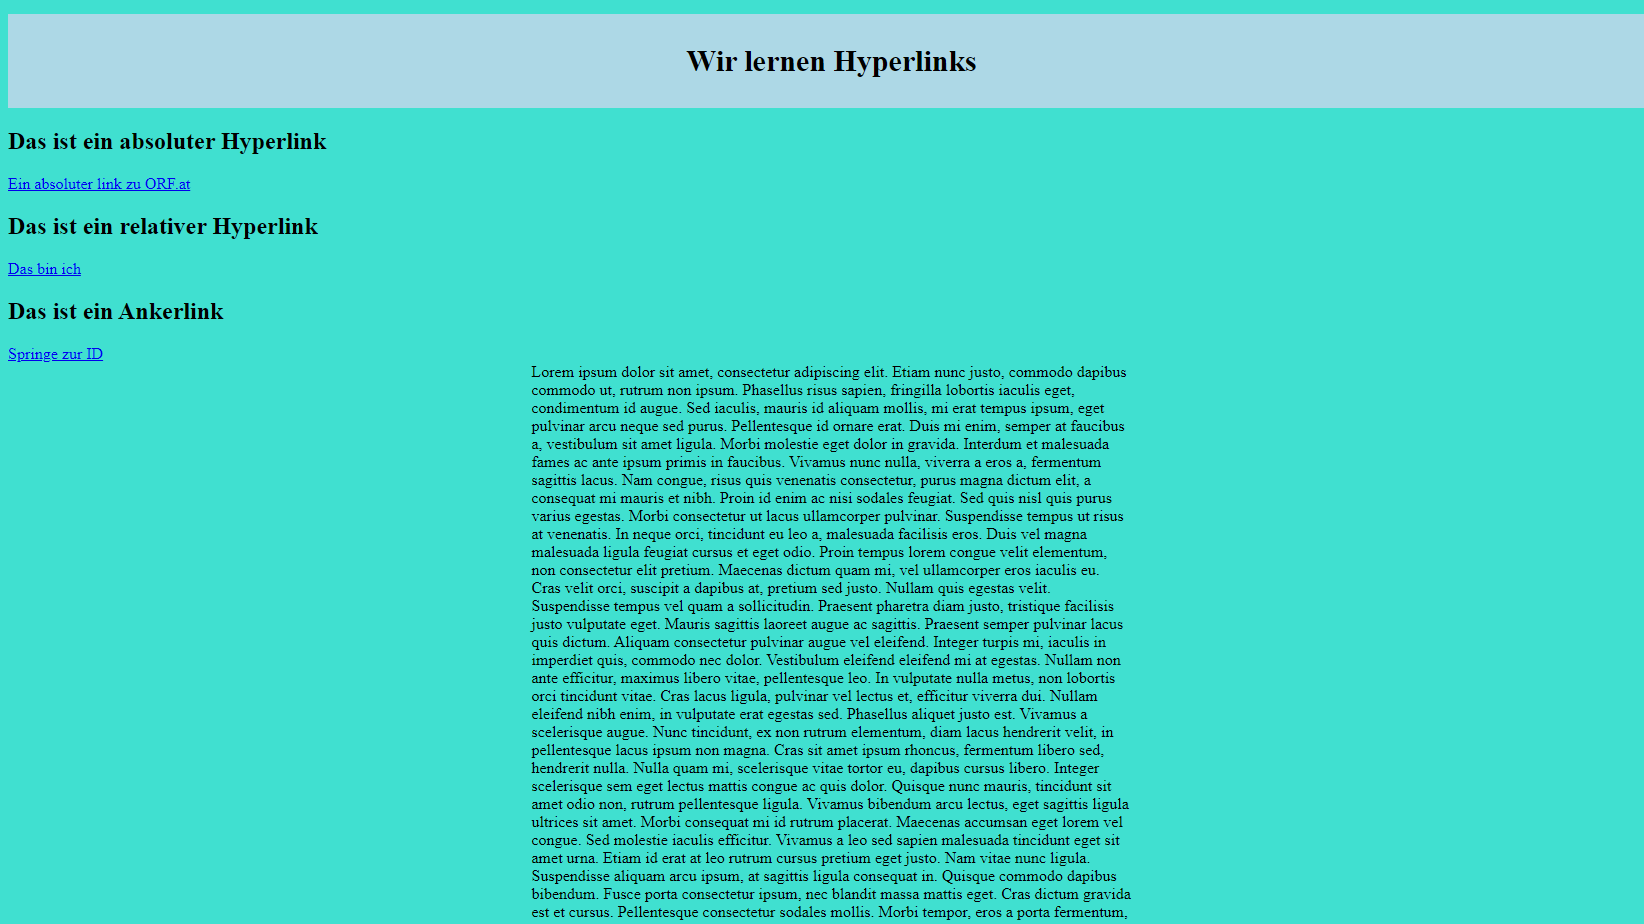 Wir lernen Hyperlinks
Das ist ein absoluter Hyperlink
Ein absoluter link zu ORF.at
Das ist ein relativer Hyperlink
Das bin ich
Das ist ein Ankerlink
Springe zur ID
Lorem ipsum dolor sit amet, consectetur adipiscing elit. Etiam nunc justo, commodo dapibus
commodo ut, rutrum non ipsum. Phasellus risus sapien, fringilla lobortis iaculis eget,
condimentum id augue. Sed iaculis, mauris id aliquam mollis, mi erat tempus ipsum, eget
pulvinar arcu neque sed purus. Pellentesque id ornare erat. Duis mi enim, semper at faucibus
a, vestibulum sit amet ligula. Morbi molestie eget dolor in gravida. Interdum et malesuada
fames ac ante ipsum primis in faucibus. Vivamus nunc nulla, viverra a eros a, fermentum
sagittis lacus. Nam congue, risus quis venenatis consectetur, purus magna dictum elit, a
consequat mi mauris et nibh. Proin id enim ac nisi sodales feugiat. Sed quis nisl quis purus
varius egestas. Morbi consectetur ut lacus ullamcorper pulvinar. Suspendisse tempus ut risus
at venenatis. In neque orci, tincidunt eu leo a, malesuada facilisis eros. Duis vel magna
malesuada ligula feugiat cursus et eget odio. Proin tempus lorem congue velit elementum,
non consectetur elit pretium. Maecenas dictum quam mi, vel ullamcorper eros iaculis eu.
Cras velit orci, suscipit a dapibus at, pretium sed justo. Nullam quis egestas velit.
Suspendisse tempus vel quam a sollicitudin. Praesent pharetra diam justo, tristique facilisis
justo vulputate eget. Mauris sagittis laoreet augue ac sagittis. Praesent semper pulvinar lacus
quis dictum. Aliquam consectetur pulvinar augue vel eleifend. Integer turpis mi, iaculis in
imperdiet quis, commodo nec dolor. Vestibulum eleifend eleifend mi at egestas. Nullam non
ante efficitur, maximus libero vitae, pellentesque leo. In vulputate nulla metus, non lobortis
orci tincidunt vitae. Cras lacus ligula, pulvinar vel lectus et, efficitur viverra dui. Nullam
eleifend nibh enim, in vulputate erat egestas sed. Phasellus aliquet justo est. Vivamus a
scelerisque augue. Nunc tincidunt, ex non rutrum elementum, diam lacus hendrerit velit, in
pellentesque lacus ipsum non magna. Cras sit amet ipsum rhoncus, fermentum libero sed,
hendrerit nulla. Nulla quam mi, scelerisque vitae tortor eu, dapibus cursus libero. Integer
scelerisque sem eget lectus mattis congue ac quis dolor. Quisque nunc mauris, tincidunt sit
amet odio non, rutrum pellentesque ligula. Vivamus bibendum arcu lectus, eget sagittis ligula
ultrices sit amet. Morbi consequat mi id rutrum placerat. Maecenas accumsan eget lorem vel
congue. Sed molestie iaculis efficitur. Vivamus a leo sed sapien malesuada tincidunt eget sit
amet urna. Etiam id erat at leo rutrum cursus pretium eget justo. Nam vitae nunc ligula.
Suspendisse aliquam arcu ipsum, at sagittis ligula consequat in. Quisque commodo dapibus
bibendum. Fusce porta consectetur ipsum, nec blandit massa mattis eget. Cras dictum gravida
est et cursus. Pellentesque consectetur sodales mollis. Morbi tempor, eros a porta fermentum,